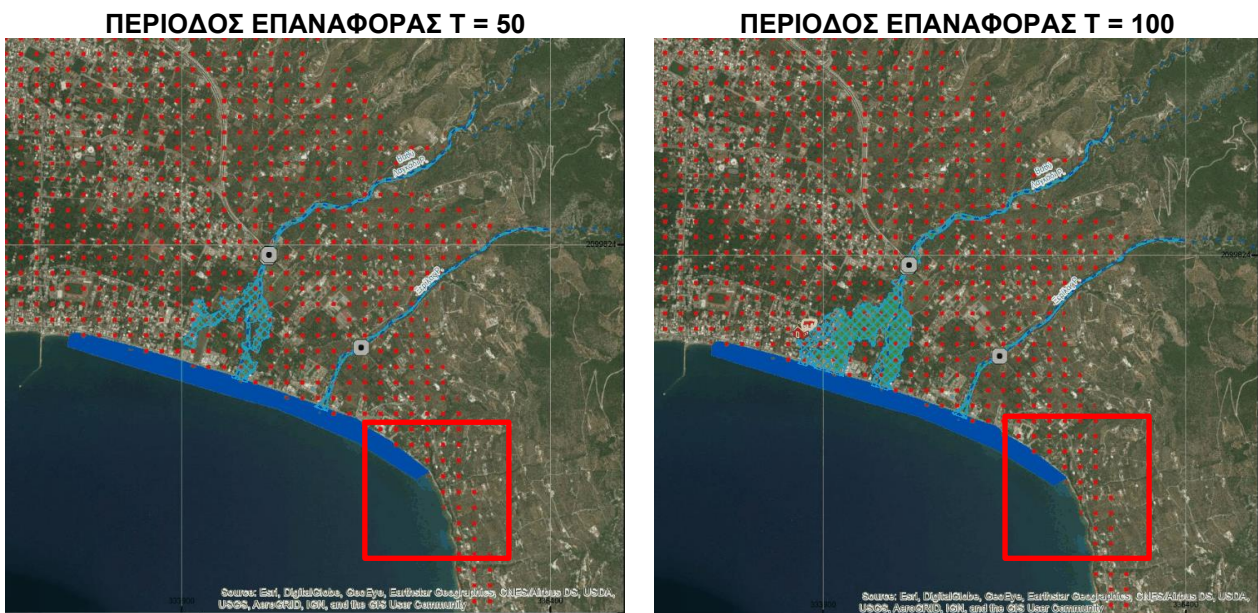 ΠΕΡΙΟΔΟΣ ΕΠΑΝΑΦΟΡΑΣ T = 50
ΠΕΡΙΟΔΟΣ ΕΠΑΝΑΦΟΡΑΣ T = 100
2099824
Source: Esri, DigitalGlobe, GeoEye, Earthstar Geographics, CNES/Airbus DS, USDA,
USGS, AeroGRID, IGN, and the GIS User Community
2099824
Source: Esri, DigitalGlobe, GeoEye, Earthstar Geographics, CNES/Airbus DS, USDA,
USGS, AeroGRID, IGN, and the GIS User Community